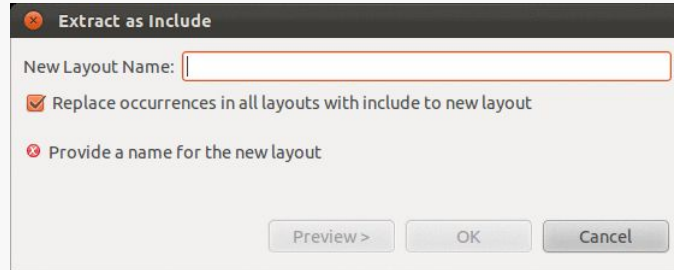 Extract as Include
New Layout Name:
Replace occurrences in all layouts with include to new layout
Provide a name for the new layout
Preview > OK Cancel